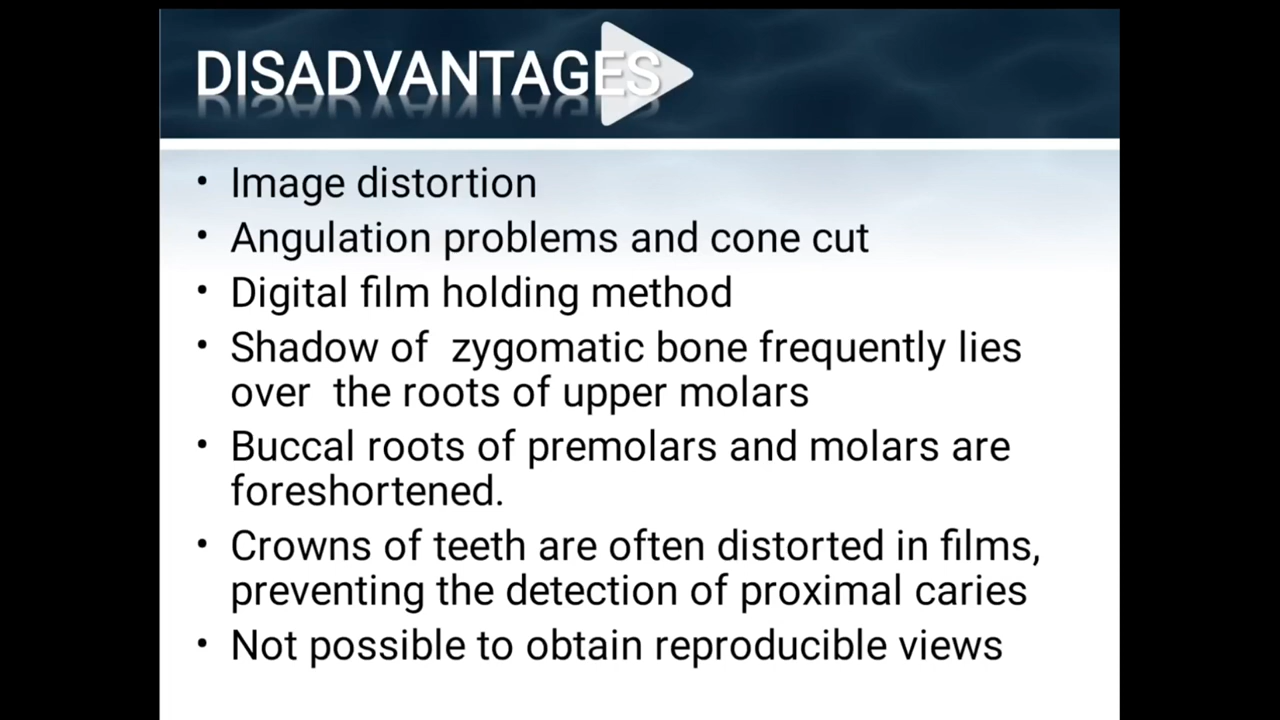 DISADVANTAGES
• Image distortion
• Angulation problems and cone cut
• Digital film holding method
• Shadow of  zygomatic bone frequently lies
over  the roots of upper molars
• Buccal roots of premolars and molars are
foreshortened.
• Crowns of teeth are often distorted in films,
preventing the detection of proximal caries
• Not possible to obtain reproducible views